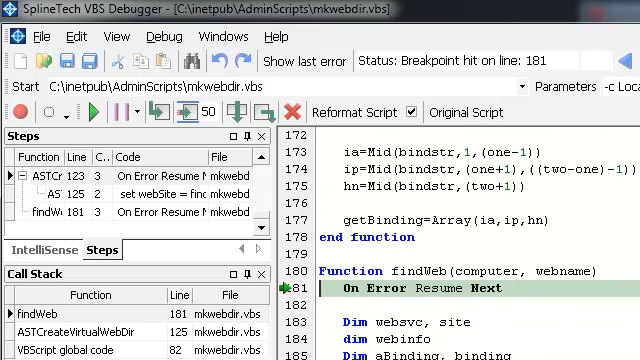 SplineTech VBS Debugger - [C:\inetpub\AdminScripts\mkwebdir.vbs]
File Edit View Debug Windows Help
Show last error Status: Breakpoint hit on line: 181
Start C:\inetpub\AdminScripts\mkwebdir.vbs Parameters -c Loc
50 Reformat Script Original Script
Steps
Function Line C... Code File
ASTCr 123 3 On Error Resume N mkwebd
AS 125 2 set webSite = find mkwebd
findW 181 3 On Error Resume N mkwebd
IntelliSense Steps
Call Stack
Function Line File
findWeb 181 mkwebdir.vbs
ASTCreateVirtualWebDir 125 mkwebdir.vbs
VBScript global code 82 mkwebdir.vbs
172
173 ia=Mid(bindstr,1,(one-1))
174 ip=Mid(bindstr,(one+1),((two-one)-1))
175 hn=Mid(bindstr,(two+1))
176
177 getBinding=Array(ia,ip,hn)
178 end function
179
180 Function findWeb(computer, webname)
181 On Error Resume Next
182
183 Dim websvc, site
184 dim webinfo
185 Dim aBinding, binding